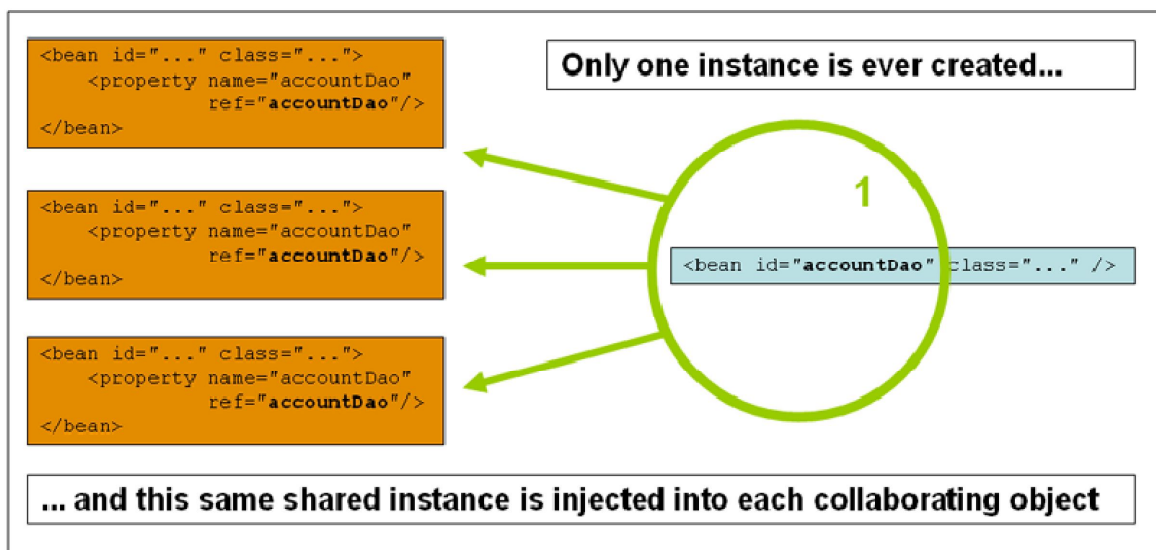 <bean id="..." class="...">
<property name="accountDao"
ref="accountDao"/>
</bean>
Only one instance is ever created...
1
<bean id="..." class="...">
<property name="accountDao"
ref="accountDao"/>
</bean>
<bean id="accountDao" class="..." />
<bean id="..." class="...">
<property name="accountDao"
ref="accountDao"/>
</bean>
... and this same shared instance is injected into each collaborating object